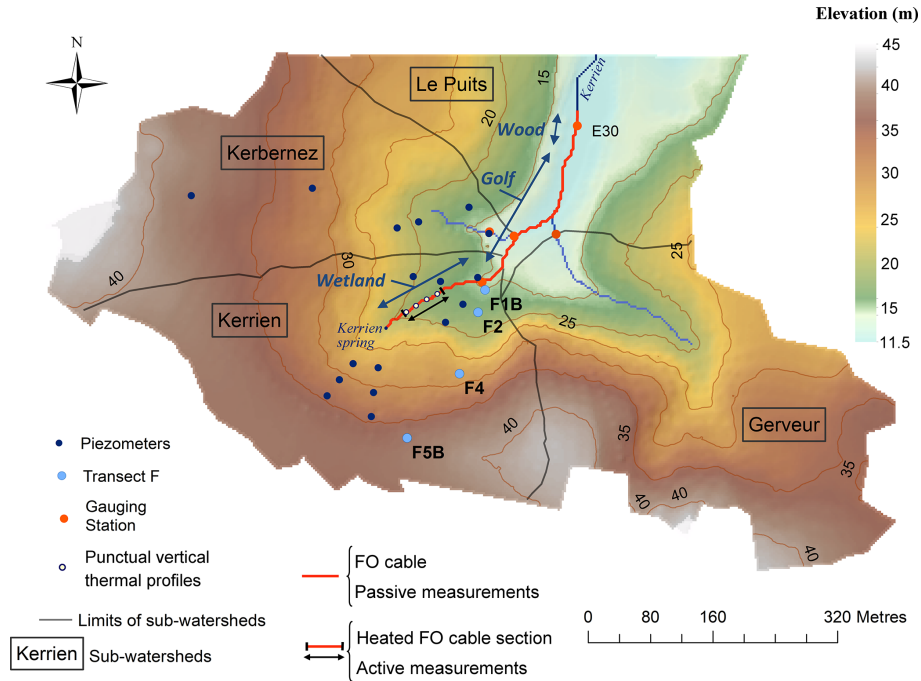 Elevation (m)
45
40
35
30
25
20
15
11.5
N
Le Puits
15
Kerrien
20
Wood
E30
Kerbernez
Golf
25
30
40
Wetland
Kerrien
Kerrien
spring
F1B
F2
25
F4
40
35
Gerveur
F5B
35
40
40
40
Piezometers
Transect F
Gauging
Station
Punctual vertical
thermal profiles
Limits of sub-watersheds
Kerrien
Sub-watersheds
FO cable
Passive measurements
Heated FO cable section
Active measurements
0 80 160 320 Metres